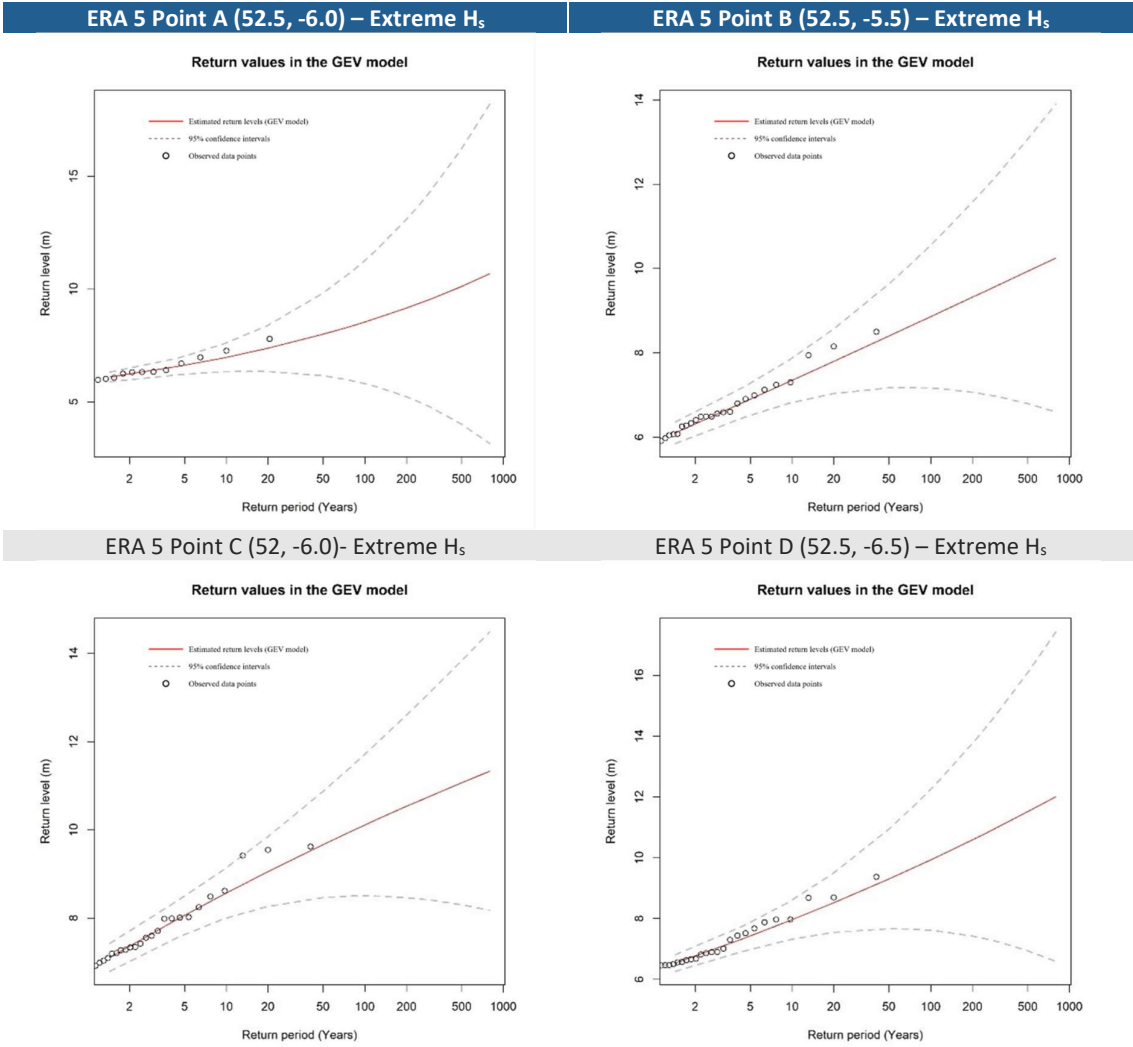 ERA 5 Point A (52.5, -6.0) – Extreme Hs
ERA 5 Point B (52.5, -5.5) – Extreme Hs
Return values in the GEV model
Estimated return levels (GEV model)
95% confidence intervals
Observed data points
Return level (m)
15
10
5
2 5 10 20 50 100 200 500 1000
Return period (Years)
Return values in the GEV model
Estimated return levels (GEV model)
95% confidence intervals
Observed data points
Return level (m)
14
12
10
8
6
2 5 10 20 50 100 200 500 1000
Return period (Years)
ERA 5 Point C (52, -6.0)- Extreme Hs
ERA 5 Point D (52.5, -6.5) – Extreme Hs
Return values in the GEV model
Estimated return levels (GEV model)
95% confidence intervals
Observed data points
Return level (m)
14
12
10
8
2 5 10 20 50 100 200 500 1000
Return period (Years)
Return values in the GEV model
Estimated return levels (GEV model)
95% confidence intervals
Observed data points
Return level (m)
16
14
12
10
8
6
2 5 10 20 50 100 200 500 1000
Return period (Years)